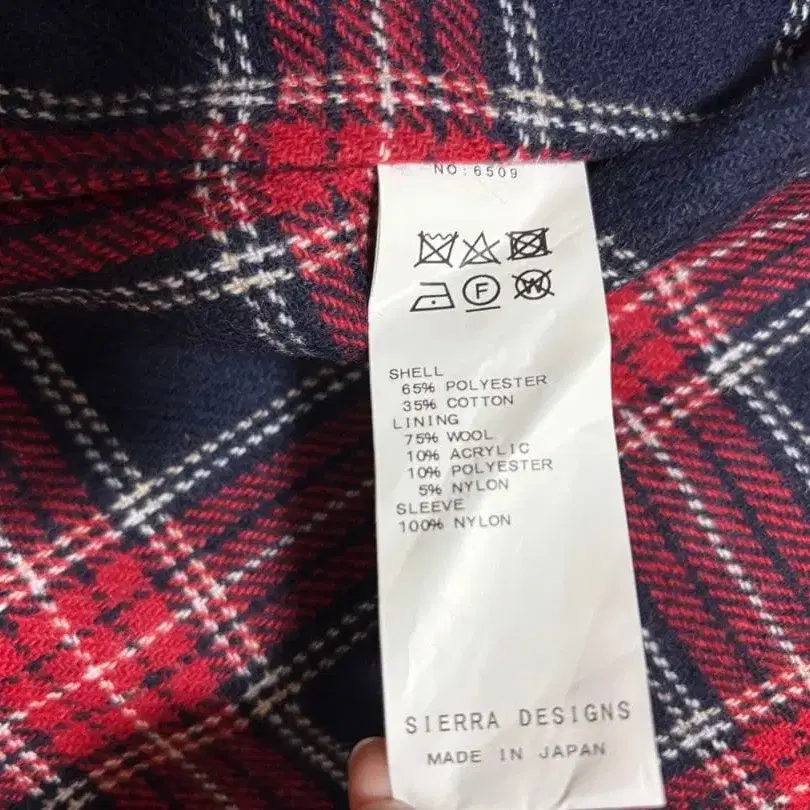 NO:6509
F
W
SHELL
65% POLYESTER
35% COTTON
LINING
75% WOOL
10% ACRYLIC
10% POLYESTER
5% NYLON
SLEEVE
100% NYLON
SIERRA DESIGNS
MADE IN JAPAN